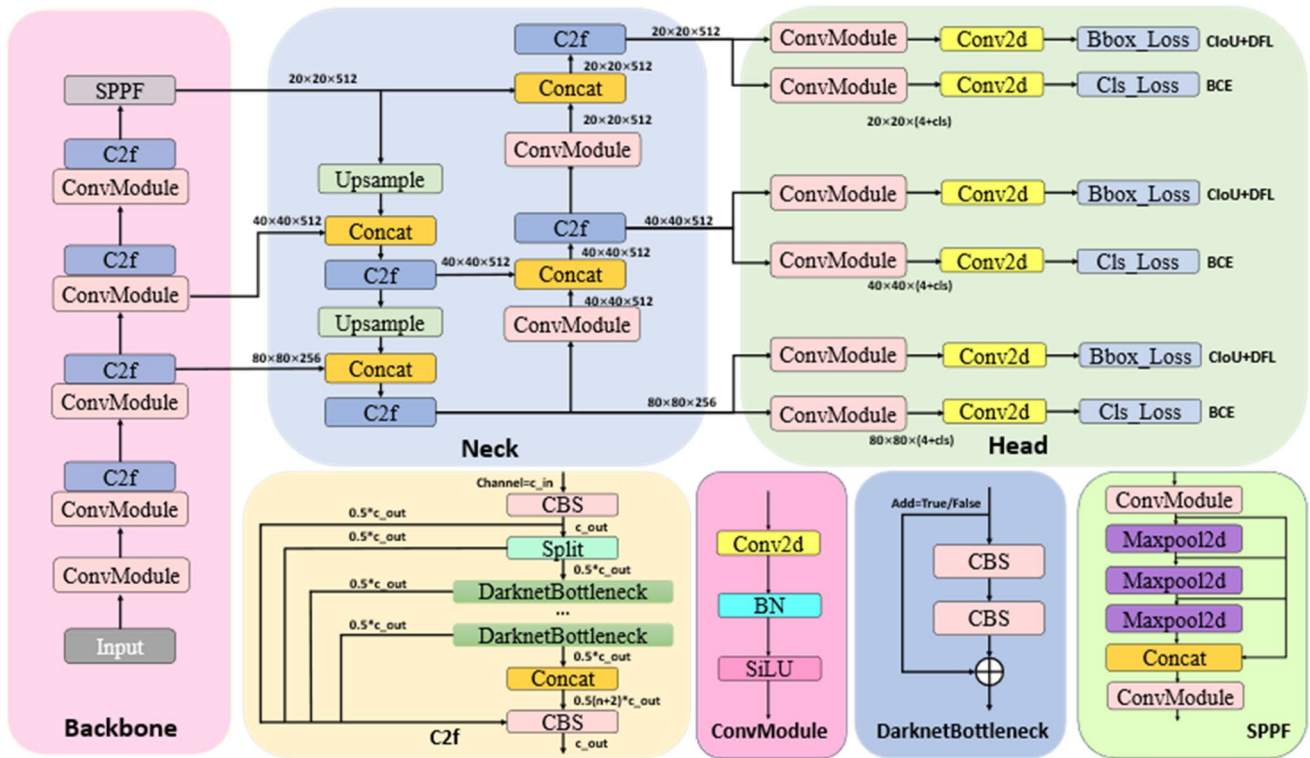 SPPF
C2f
ConvModule
C2f
ConvModule
C2f
ConvModule
C2f
ConvModule
ConvModule
Input
Backbone
20×20×512
Upsample
40×40×512
Concat
C2f
40×40×512
Upsample
80×80×256
Concat
C2f
C2f
20×20×512
20×20×512
Concat
20×20×512
ConvModule
C2f
40×40×512
40×40×512
Concat
40×40×512
ConvModule
80×80×256
Neck
ConvModule
Conv2d
Bbox_Loss
CIoU+DFL
ConvModule
Conv2d
Cls_Loss
BCE
20×20×(4+cls)
ConvModule
Conv2d
Bbox_Loss
CIoU+DFL
ConvModule
Conv2d
Cls_Loss
BCE
40×40×(4+cls)
ConvModule
Conv2d
Bbox_Loss
CIoU+DFL
ConvModule
Conv2d
Cls_Loss
BCE
80×80×(4+cls)
Head
Channel=c_in
CBS
0.5*c_out
c_out
0.5*c_out
Split
0.5*c_out
0.5*c_out
DarknetBottleneck
...
0.5*c_out
DarknetBottleneck
0.5*c_out
Concat
0.5(n+2)*c_out
CBS
C2f
c_out
Conv2d
BN
SiLU
ConvModule
Add=True/False
CBS
CBS
DarknetBottleneck
ConvModule
Maxpool2d
Maxpool2d
Maxpool2d
Concat
ConvModule
SPPF